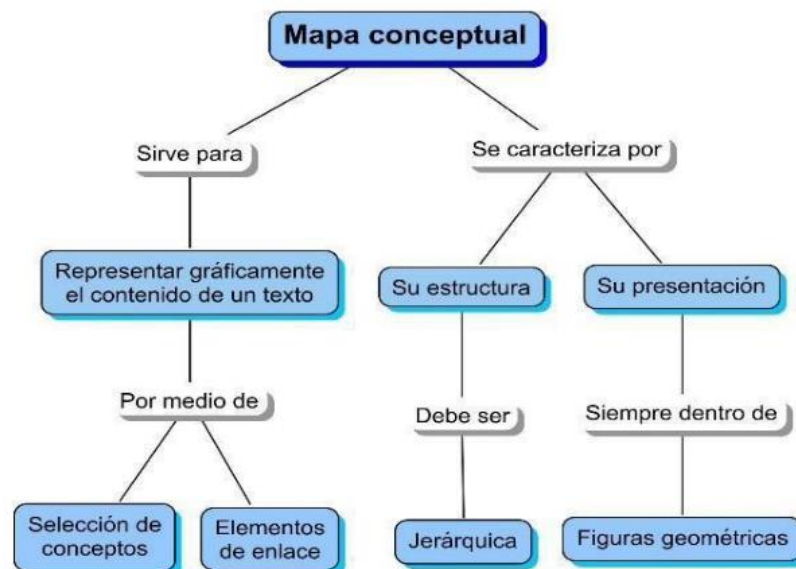 Mapa conceptual
Sirve para
Se caracteriza por
Representar gráficamente
el contenido de un texto
Su estructura
Su presentación
Por medio de
Debe ser
Siempre dentro de
Selección de
conceptos
Elementos
de enlace
Jerárquica
Figuras geométricas